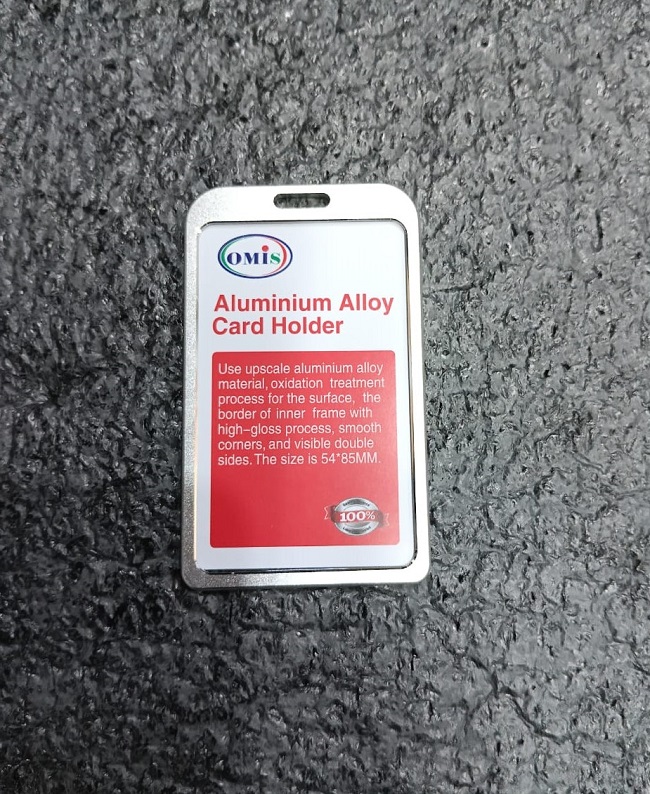 OMIS
Aluminium Alloy
Card Holder
Use upscale aluminium alloy
material, oxidation treatment
process for the surface, the
border of inner frame with
high-gloss process, smooth
corners, and visible double
sides. The size is 54*85MM.
100%